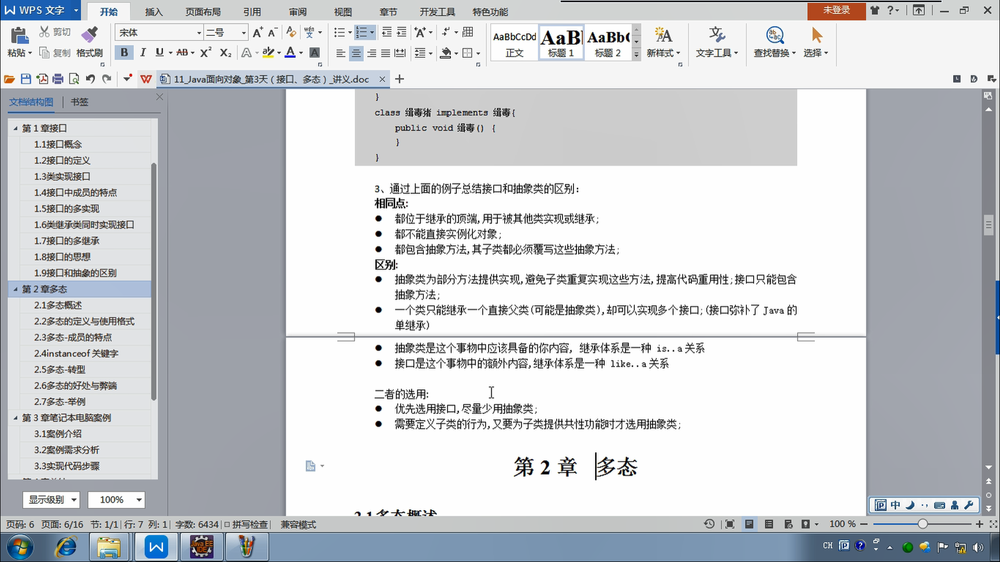 WPS 文字
开始
插入
页面布局
引用
审阅
视图
章节
开发工具
特色功能
未登录
粘贴
剪切
复制
格式刷
宋体
二号
AaBbCcDd
正文
AaBl
标题 1
AaBb(
标题 2
新样式
文字工具
查找替换
选择
11_Java面向对象_第3天（接口、多态）_讲义.doc
文档结构图
书签
第 1 章接口
1.1接口概念
1.2接口的定义
1.3类实现接口
1.4接口中成员的特点
1.5接口的多实现
1.6类继承类同时实现接口
1.7接口的多继承
1.8接口的思想
1.9接口和抽象的区别
第 2 章多态
2.1多态概述
2.2多态的定义与使用格式
2.3多态-成员的特点
2.4instanceof 关键字
2.5多态-转型
2.6多态的好处与弊端
2.7多态-举例
第 3 章笔记本电脑案例
3.1案例介绍
3.2案例需求分析
3.3实现代码步骤
显示级别
100%
}
class 缉毒猪 implements 缉毒{
public void 缉毒() {
}
}
3、通过上面的例子总结接口和抽象类的区别：
相同点:
● 都位于继承的顶端,用于被其他类实现或继承;
● 都不能直接实例化对象;
● 都包含抽象方法,其子类都必须覆写这些抽象方法;
区别:
● 抽象类为部分方法提供实现,避免子类重复实现这些方法,提高代码重用性;接口只能包含
抽象方法;
● 一个类只能继承一个直接父类(可能是抽象类),却可以实现多个接口;(接口弥补了 Java 的
单继承)
● 抽象类是这个事物中应该具备的你内容, 继承体系是一种 is..a 关系
● 接口是这个事物中的额外内容,继承体系是一种 like..a 关系
二者的选用:
● 优先选用接口,尽量少用抽象类;
● 需要定义子类的行为,又要为子类提供共性功能时才选用抽象类;
第 2 章 多态
2.1 多态概述
中
页码: 6 页面: 6/16 节: 1/1 行: 7 列: 1 字数: 6434 拼写检查 兼容模式
100 %
Java EE
IDE
CH